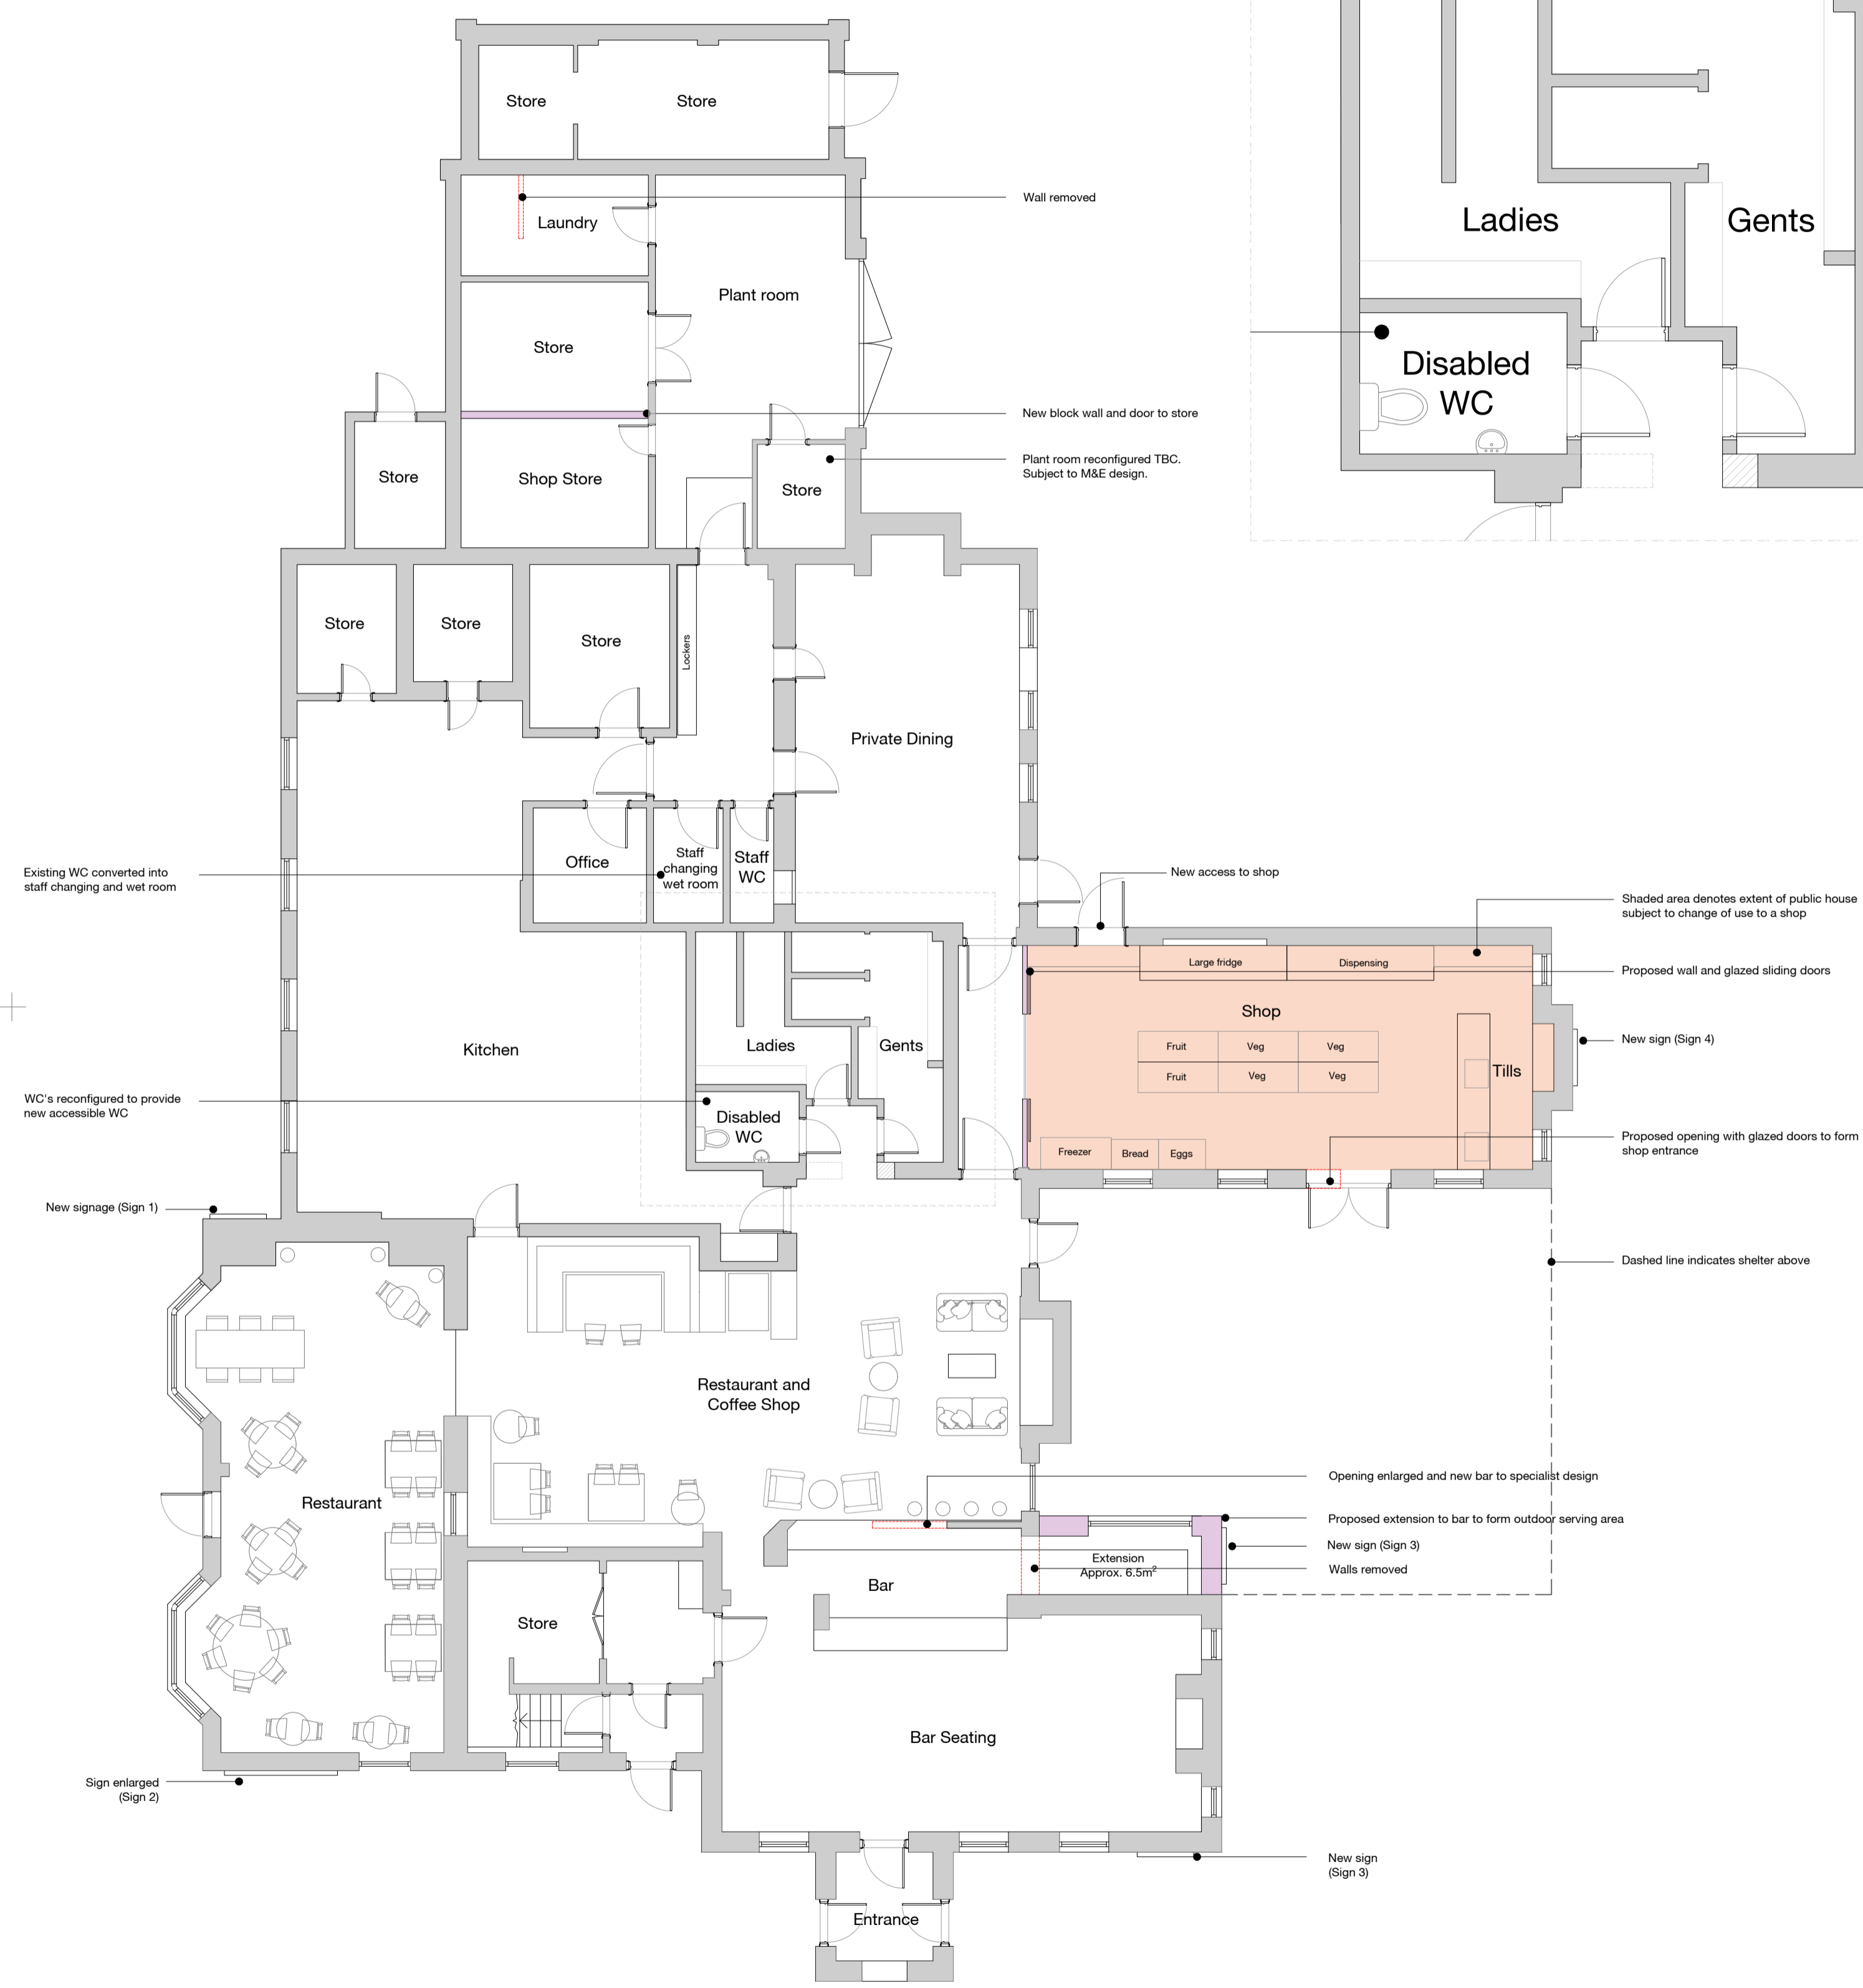 Store
Store
Wall removed
Laundry
Ladies
Gents
Plant room
Store
Disabled
WC
New block wall and door to store
Plant room reconfigured TBC.
Subject to M&E design.
Store
Shop Store
Store
Store
Store
Store
Lockers
Private Dining
Existing WC converted into
staff changing and wet room
Office
Staff
changing
wet room
Staff
WC
New access to shop
Shaded area denotes extent of public house
subject to change of use to a shop
Large fridge
Dispensing
Proposed wall and glazed sliding doors
Shop
Kitchen
Ladies
Gents
Fruit
Veg
Veg
New sign (Sign 4)
Fruit
Veg
Veg
Tills
WC's reconfigured to provide
new accessible WC
Disabled
WC
Freezer
Bread
Eggs
Proposed opening with glazed doors to form
shop entrance
New signage (Sign 1)
Dashed line indicates shelter above
Restaurant and
Coffee Shop
Restaurant
Opening enlarged and new bar to specialist design
Proposed extension to bar to form outdoor serving area
New sign (Sign 3)
Extension
Approx. 6.5m²
Walls removed
Bar
Store
Bar Seating
Sign enlarged
(Sign 2)
New sign
(Sign 3)
Entrance